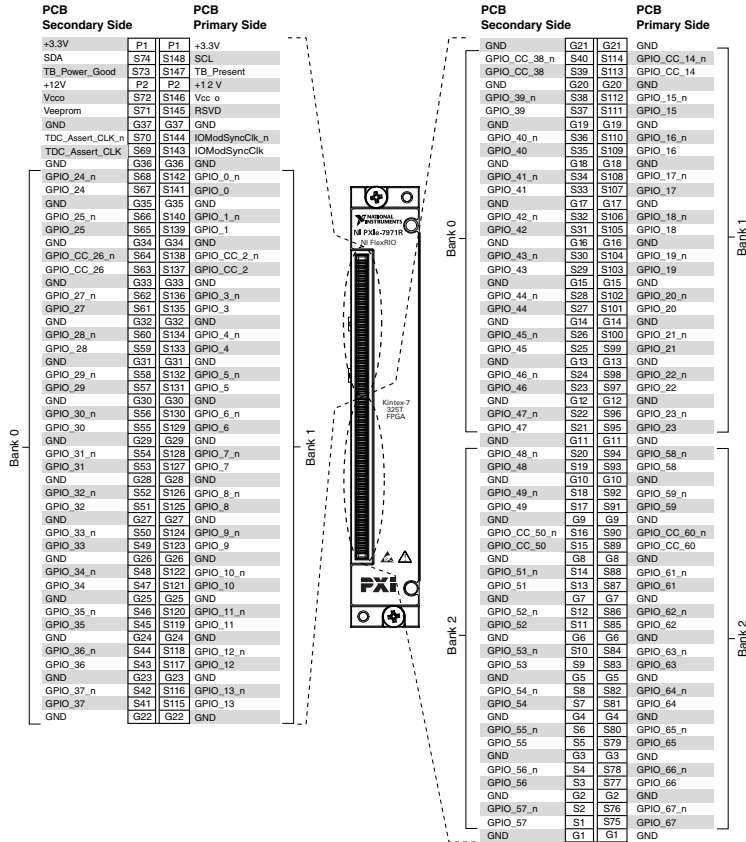 PCB Secondary Side PCB Primary Side
+3.3V P1 P1 +3.3V
SDA S74 S148 SCL
TB_Power_Good S73 S147 TB_Present
+12V P2 P2 +1 2 V
Vcco S72 S146 Vcc o
Veeprom S71 S145 RSVD
GND G37 G37 GND
TDC_Assert_CLK_n S70 S144 IOModSyncClk_n
TDC_Assert_CLK S69 S143 IOModSyncClk
GND G36 G36 GND
GPIO_24_n S68 S142 GPIO_0_n
GPIO_24 S67 S141 GPIO_0
GND G35 G35 GND
GPIO_25_n S66 S140 GPIO_1_n
GPIO_25 S65 S139 GPIO_1
GND G34 G34 GND
GPIO_CC_26_n S64 S138 GPIO_CC_2_n
GPIO_CC_26 S63 S137 GPIO_CC_2
GND G33 G33 GND
GPIO_27_n S62 S136 GPIO_3_n
GPIO_27 S61 S135 GPIO_3
GND G32 G32 GND
GPIO_28_n S60 S134 GPIO_4_n
GPIO_ 28 S59 S133 GPIO_4
GND G31 G31 GND
GPIO_29_n S58 S132 GPIO_5_n
GPIO_29 S57 S131 GPIO_5
GND G30 G30 GND
GPIO_30_n S56 S130 GPIO_6_n
GPIO_30 S55 S129 GPIO_6
GND G29 G29 GND
GPIO_31_n S54 S128 GPIO_7_n
GPIO_31 S53 S127 GPIO_7
GND G28 G28 GND
GPIO_32_n S52 S126 GPIO_8_n
GPIO_32 S51 S125 GPIO_8
GND G27 G27 GND
GPIO_33_n S50 S124 GPIO_9_n
GPIO_33 S49 S123 GPIO_9
GND G26 G26 GND
GPIO_34_n S48 S122 GPIO_10_n
GPIO_34 S47 S121 GPIO_10
GND G25 G25 GND
GPIO_35_n S46 S120 GPIO_11_n
GPIO_35 S45 S119 GPIO_11
GND G24 G24 GND
GPIO_36_n S44 S118 GPIO_12_n
GPIO_36 S43 S117 GPIO_12
GND G23 G23 GND
GPIO_37_n S42 S116 GPIO_13_n
GPIO_37 S41 S115 GPIO_13
GND G22 G22 GND
Bank 0
Bank 1
NATIONAL INSTRUMENTS
NI PXIe-7971R
NI FlexRIO
Kintex-7
325T
FPGA
PXI
PCB Secondary Side PCB Primary Side
GND G21 G21 GND
GPIO_CC_38_n S40 S114 GPIO_CC_14_n
GPIO_CC_38 S39 S113 GPIO_CC_14
GND G20 G20 GND
GPIO_39_n S38 S112 GPIO_15_n
GPIO_39 S37 S111 GPIO_15
GND G19 G19 GND
GPIO_40_n S36 S110 GPIO_16_n
GPIO_40 S35 S109 GPIO_16
GND G18 G18 GND
GPIO_41_n S34 S108 GPIO_17_n
GPIO_41 S33 S107 GPIO_17
GND G17 G17 GND
GPIO_42_n S32 S106 GPIO_18_n
GPIO_42 S31 S105 GPIO_18
GND G16 G16 GND
GPIO_43_n S30 S104 GPIO_19_n
GPIO_43 S29 S103 GPIO_19
GND G15 G15 GND
GPIO_44_n S28 S102 GPIO_20_n
GPIO_44 S27 S101 GPIO_20
GND G14 G14 GND
GPIO_45_n S26 S100 GPIO_21_n
GPIO_45 S25 S99 GPIO_21
GND G13 G13 GND
GPIO_46_n S24 S98 GPIO_22_n
GPIO_46 S23 S97 GPIO_22
GND G12 G12 GND
GPIO_47_n S22 S96 GPIO_23_n
GPIO_47 S21 S95 GPIO_23
GND G11 G11 GND
GPIO_48_n S20 S94 GPIO_58_n
GPIO_48 S19 S93 GPIO_58
GND G10 G10 GND
GPIO_49_n S18 S92 GPIO_59_n
GPIO_49 S17 S91 GPIO_59
GND G9 G9 GND
GPIO_CC_50_n S16 S90 GPIO_CC_60_n
GPIO_CC_50 S15 S89 GPIO_CC_60
GND G8 G8 GND
GPIO_51_n S14 S88 GPIO_61_n
GPIO_51 S13 S87 GPIO_61
GND G7 G7 GND
GPIO_52_n S12 S86 GPIO_62_n
GPIO_52 S11 S85 GPIO_62
GND G6 G6 GND
GPIO_53_n S10 S84 GPIO_63_n
GPIO_53 S9 S83 GPIO_63
GND G5 G5 GND
GPIO_54_n S8 S82 GPIO_64_n
GPIO_54 S7 S81 GPIO_64
GND G4 G4 GND
GPIO_55_n S6 S80 GPIO_65_n
GPIO_55 S5 S79 GPIO_65
GND G3 G3 GND
GPIO_56_n S4 S78 GPIO_66_n
GPIO_56 S3 S77 GPIO_66
GND G2 G2 GND
GPIO_57_n S2 S76 GPIO_67_n
GPIO_57 S1 S75 GPIO_67
GND G1 G1 GND
Bank 0
Bank 1
Bank 2
Bank 2